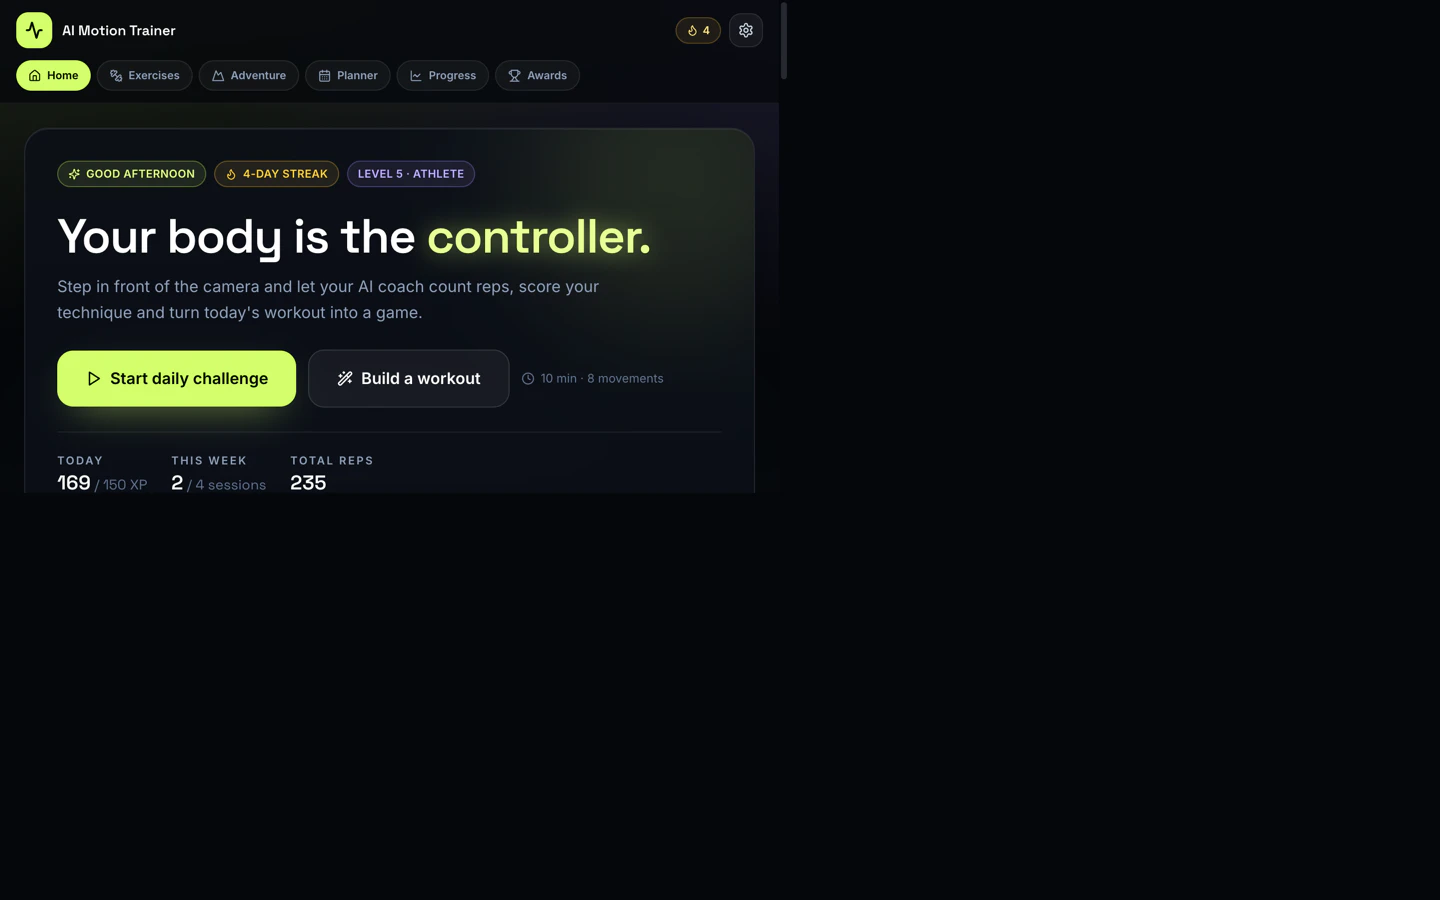 AI Motion Trainer
4
Home
Exercises
Adventure
Planner
Progress
Awards
GOOD AFTERNOON
4-DAY STREAK
LEVEL 5 · ATHLETE
Your body is the controller.
Step in front of the camera and let your AI coach count reps, score your
technique and turn today's workout into a game.
Start daily challenge
Build a workout
10 min · 8 movements
TODAY
169 / 150 XP
THIS WEEK
2 / 4 sessions
TOTAL REPS
235